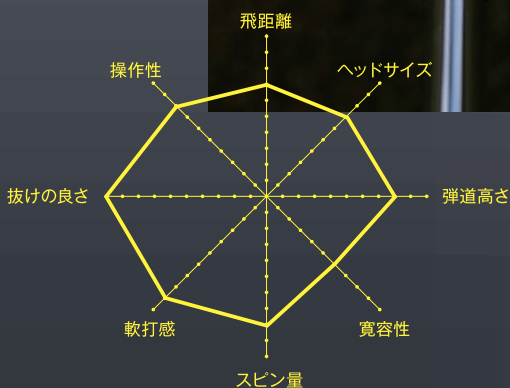 飛距離
操作性
ヘッドサイズ
抜けの良さ
弾道高さ
軟打感
寛容性
スピン量